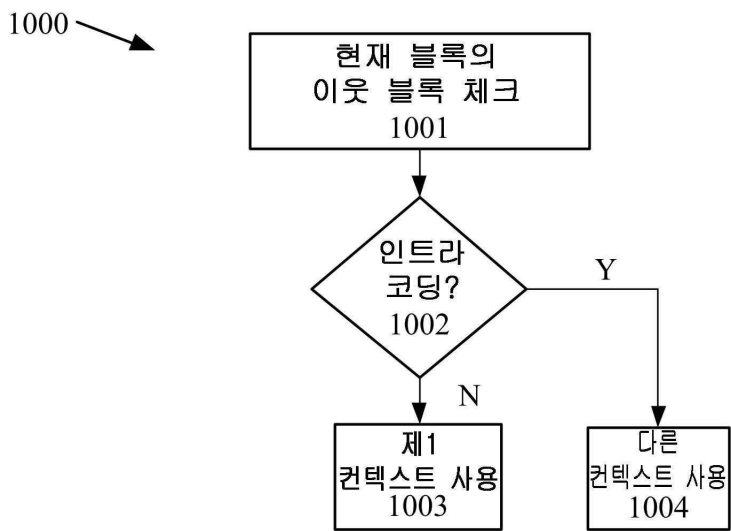 1000
현재 블록의
이웃 블록 체크
1001
인트라
코딩?
1002
Y
N
제1
컨텍스트 사용
1003
다른
컨텍스트 사용
1004